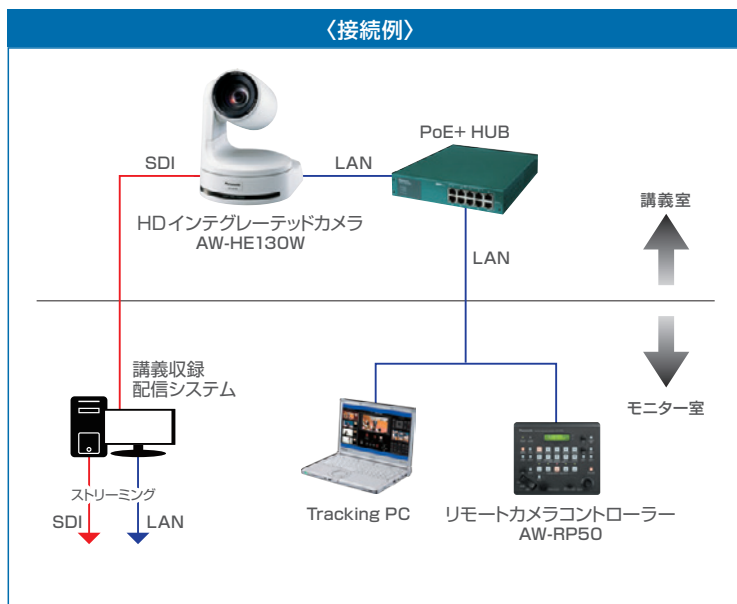 〈接続例〉
PoE+ HUB
SDI
LAN
講義室
HDインテグレーテッドカメラ
AW-HE130W
LAN
講義収録
配信システム
モニター室
ストリーミング
SDI
LAN
Tracking PC
リモートカメラコントローラー
AW-RP50